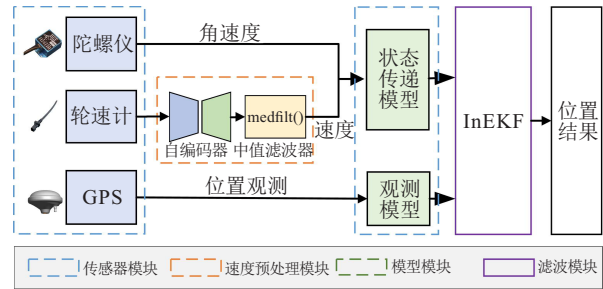 陀螺仪
角速度
状态
传递
模型
轮速计
medfilt()
速度
自编码器
中值滤波器
InEKF
位置
结果
GPS
位置观测
观测
模型
传感器模块
速度预处理模块
模型模块
滤波模块